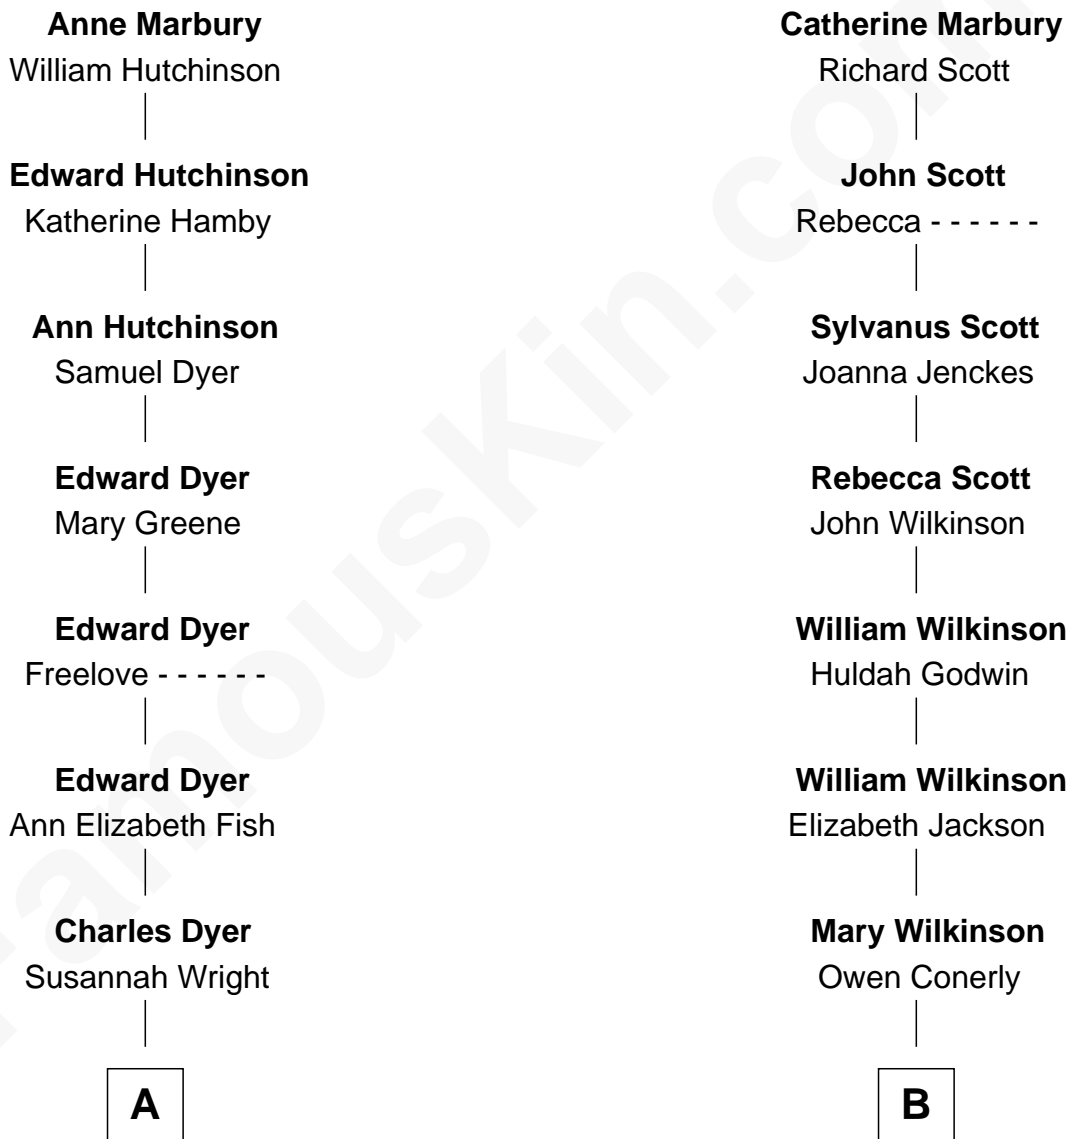 Anne Marbury
William Hutchinson
Edward Hutchinson
Katherine Hamby
Ann Hutchinson
Samuel Dyer
Edward Dyer
Mary Greene
Edward Dyer
Freelove - - - - - -
Edward Dyer
Ann Elizabeth Fish
Charles Dyer
Susannah Wright
A
Catherine Marbury
Richard Scott
John Scott
Rebecca - - - - - -
Sylvanus Scott
Joanna Jenckes
Rebecca Scott
John Wilkinson
William Wilkinson
Huldah Godwin
William Wilkinson
Elizabeth Jackson
Mary Wilkinson
Owen Conerly
B
FamousKin.com